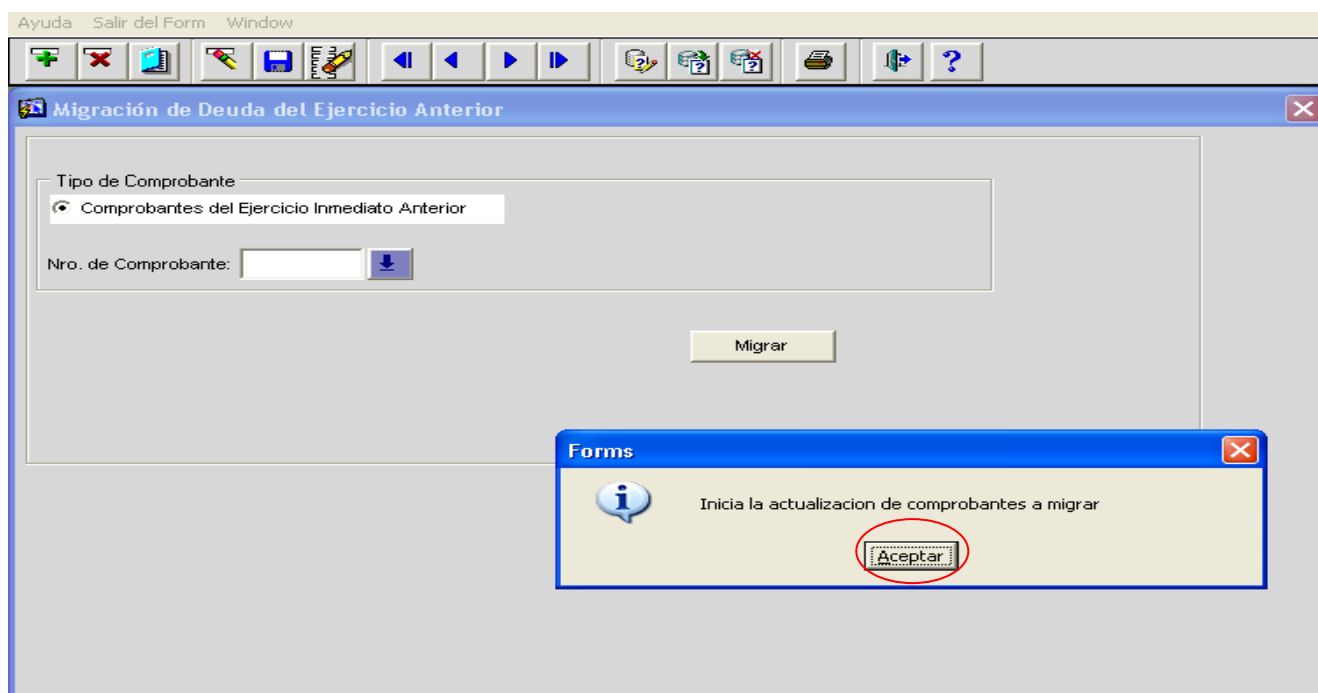 Ayuda Salir del Form Window
Migración de Deuda del Ejercicio Anterior
Tipo de Comprobante
Comprobantes del Ejercicio Inmediato Anterior
Nro. de Comprobante:
Migrar
Forms
Inicia la actualizacion de comprobantes a migrar
Aceptar